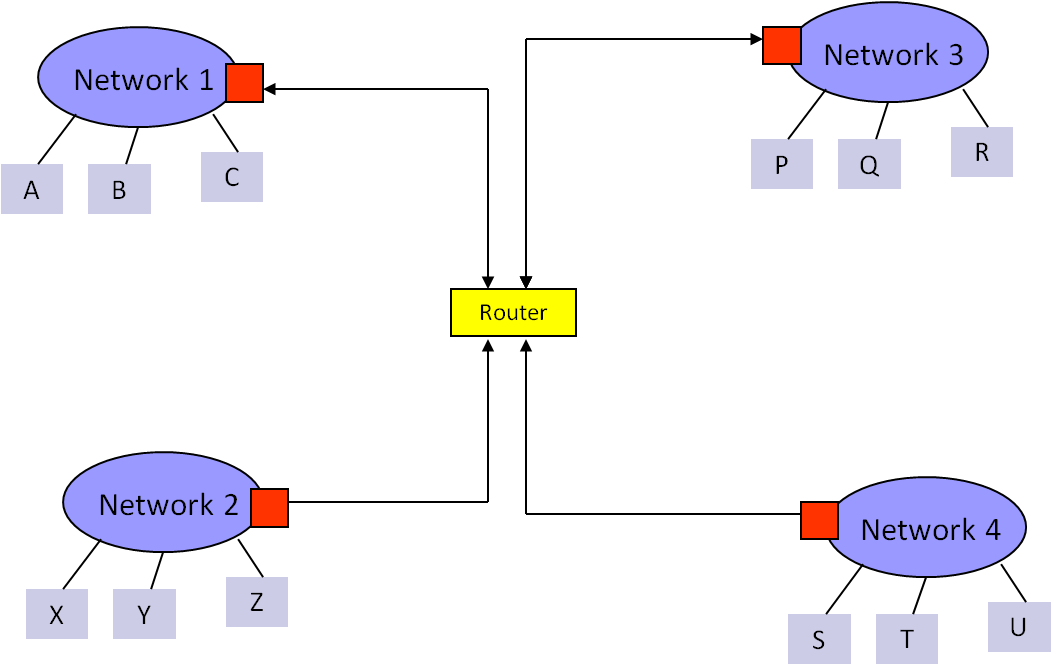 Network 1
A
B
C
Network 3
P
Q
R
Router
Network 2
X
Y
Z
Network 4
S
T
U